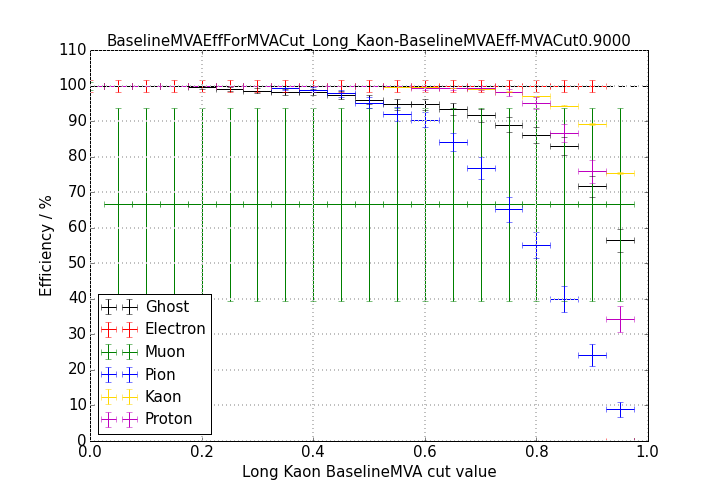 BaselineMVAEffForMVACut_Long_Kaon-BaselineMVAEff-MVACut0.9000
110
100
90
80
70
60
50
40
30
20
10
0
Efficiency / %
Ghost
Electron
Muon
Pion
Kaon
Proton
0.0 0.2 0.4 0.6 0.8 1.0
Long Kaon BaselineMVA cut value